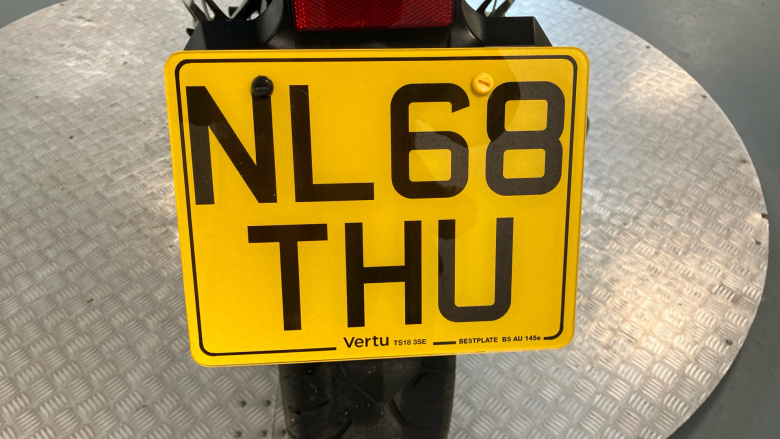 NL68
THU
Vertu TS18 3SE BESTPLATE BS AU 145e